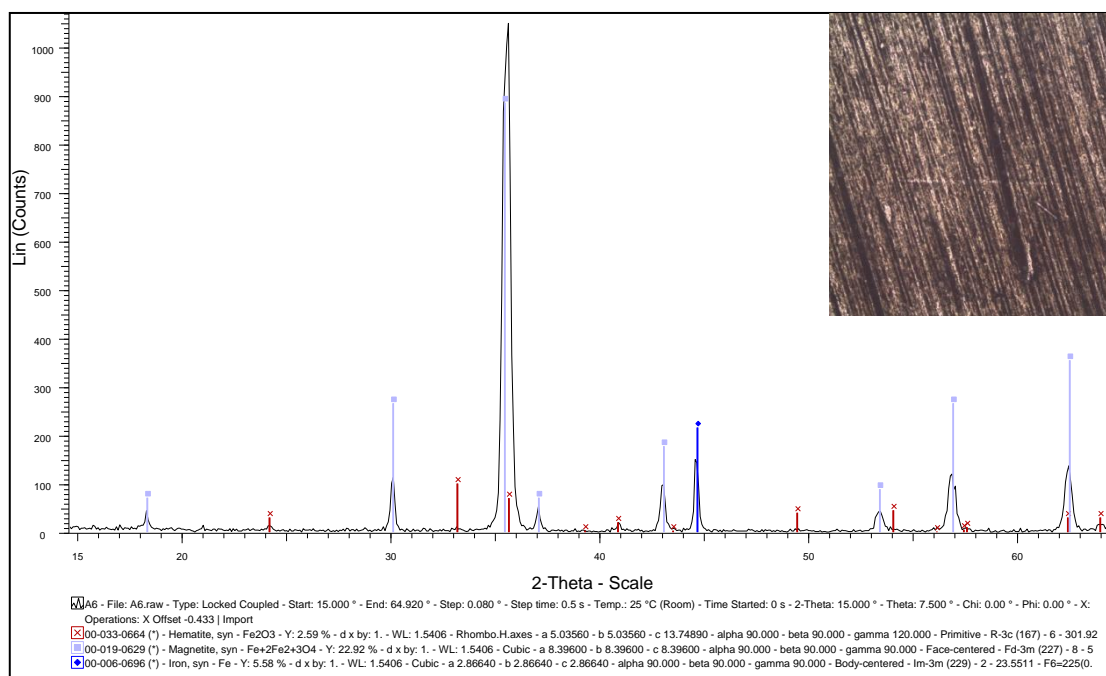 1000
900
800
700
600
500
400
300
200
100
0
Lin (Counts)
15 20 30 40 50 60
2-Theta - Scale
A6 - File: A6.raw - Type: Locked Coupled - Start: 15.000 ° - End: 64.920 ° - Step: 0.080 ° - Step time: 0.5 s - Temp.: 25 °C (Room) - Time Started: 0 s - 2-Theta: 15.000 ° - Theta: 7.500 ° - Chi: 0.00 ° - Phi: 0.00 ° - X:
Operations: X Offset -0.433 | Import
00-033-0664 (*) - Hematite, syn - Fe2O3 - Y: 2.59 % - d x by: 1. - WL: 1.5406 - Rhombo.H.axes - a 5.03560 - b 5.03560 - c 13.74890 - alpha 90.000 - beta 90.000 - gamma 120.000 - Primitive - R-3c (167) - 6 - 301.92
00-019-0629 (*) - Magnetite, syn - Fe+2Fe2+3O4 - Y: 22.92 % - d x by: 1. - WL: 1.5406 - Cubic - a 8.39600 - b 8.39600 - c 8.39600 - alpha 90.000 - beta 90.000 - gamma 90.000 - Face-centered - Fd-3m (227) - 8 - 5
00-006-0696 (*) - Iron, syn - Fe - Y: 5.58 % - d x by: 1. - WL: 1.5406 - Cubic - a 2.86640 - b 2.86640 - c 2.86640 - alpha 90.000 - beta 90.000 - gamma 90.000 - Body-centered - Im-3m (229) - 2 - 23.5511 - F6=225(0.